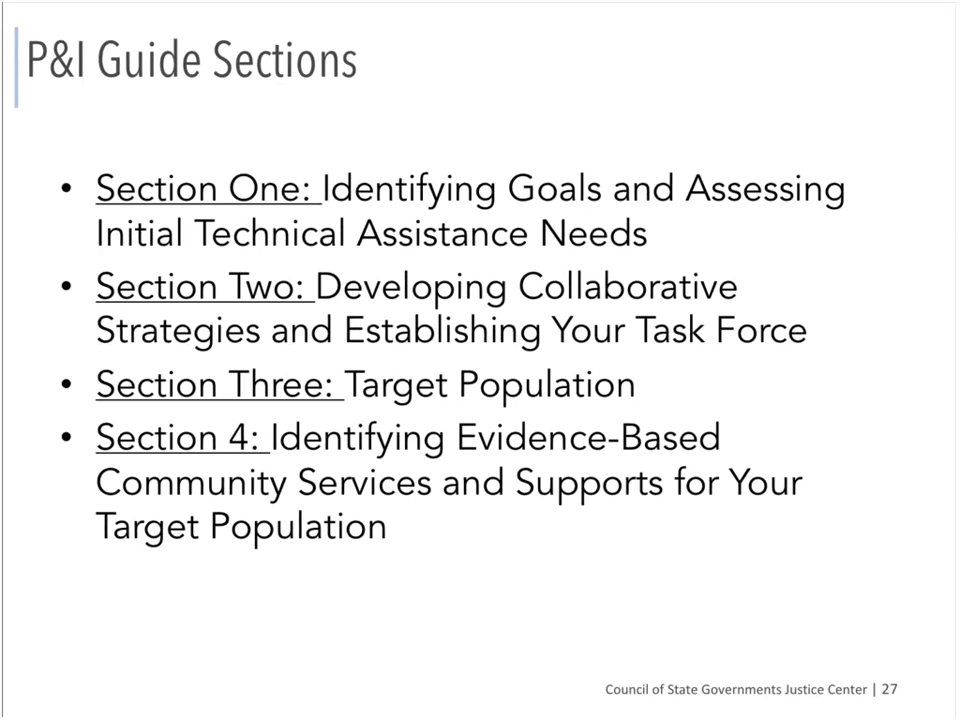 P&I Guide Sections
• Section One: Identifying Goals and Assessing
Initial Technical Assistance Needs
• Section Two: Developing Collaborative
Strategies and Establishing Your Task Force
• Section Three: Target Population
• Section 4: Identifying Evidence-Based
Community Services and Supports for Your
Target Population
Council of State Governments Justice Center | 27